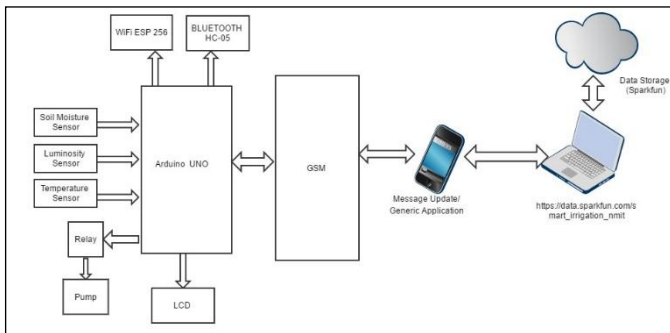 WiFi ESP 256
BLUETOOTH
HC-05
Soil Moisture
Sensor
Luminosity
Sensor
Temperature
Sensor
Arduino UNO
Relay
Pump
LCD
GSM
Message Update/
Generic Application
Data Storage
(Sparkfun)
https://data.sparkfun.com/s
mart_irrigation_nmit